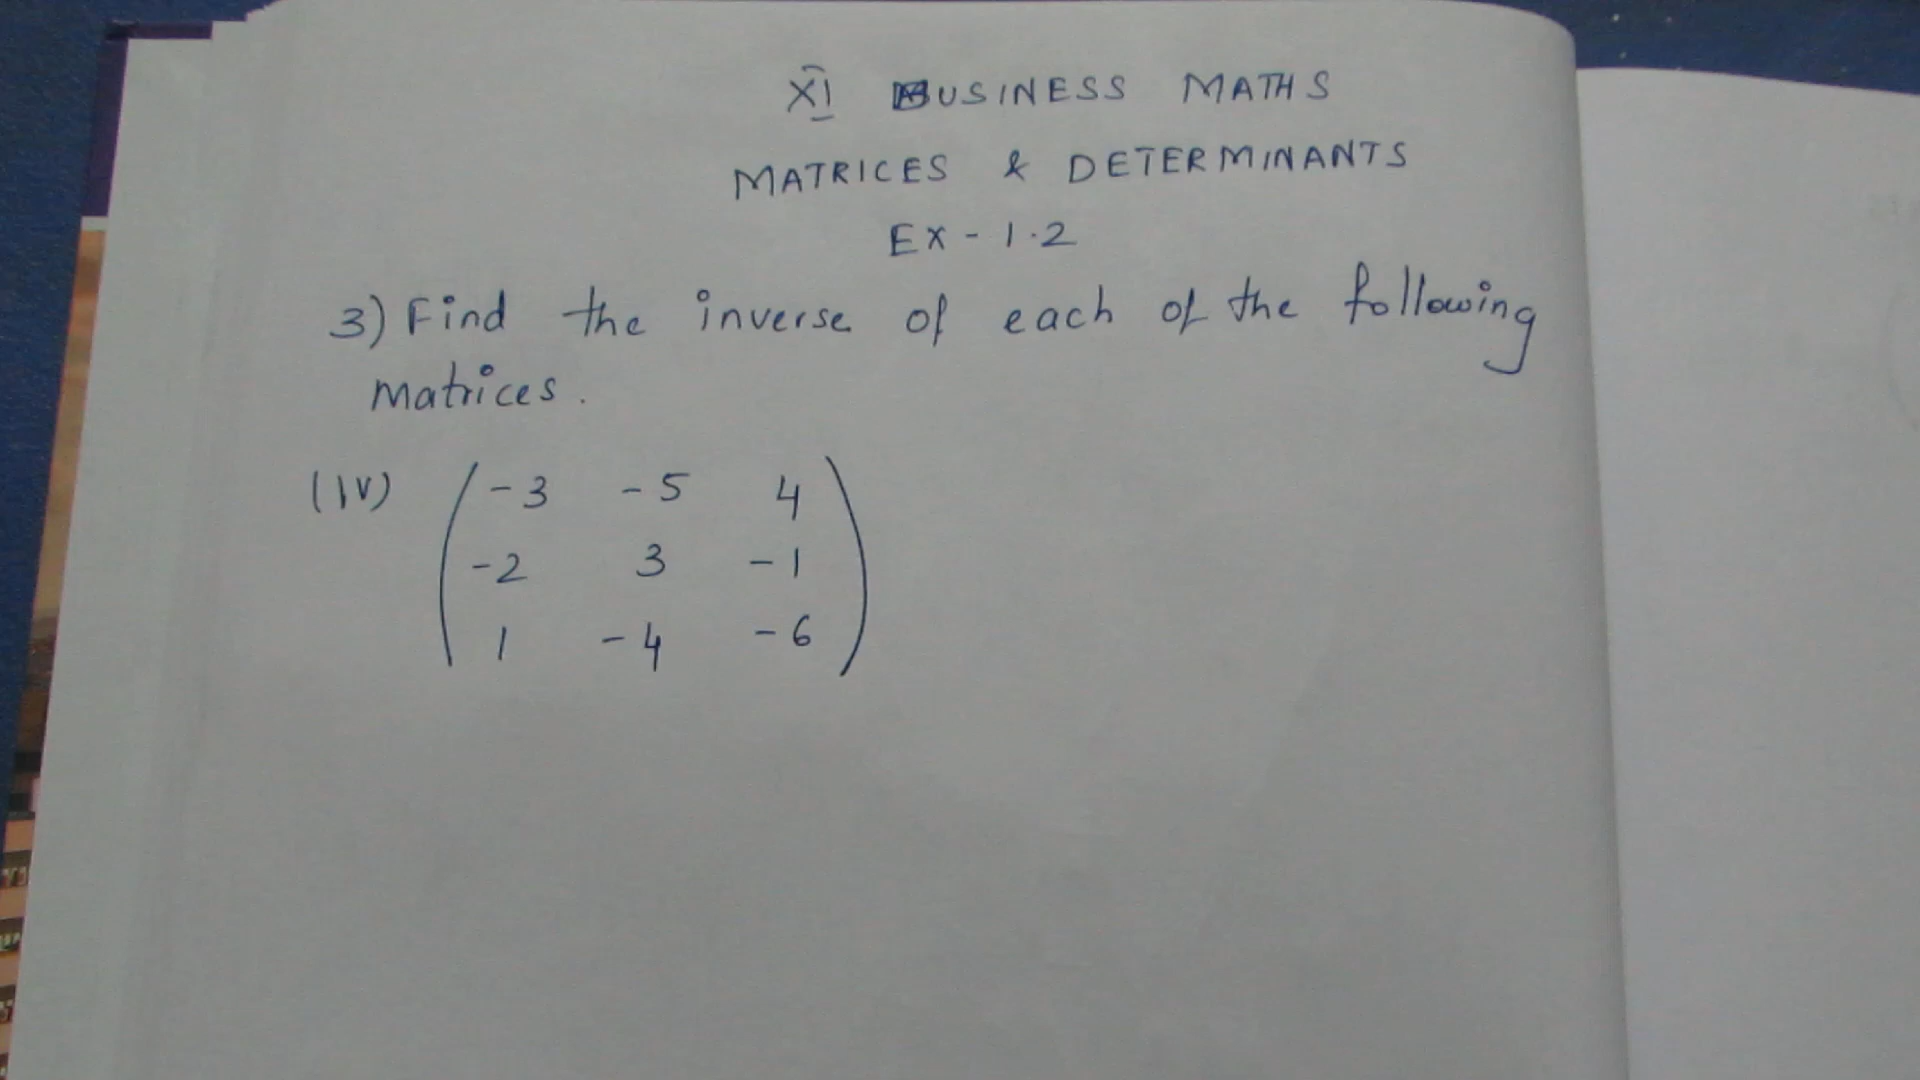 XI BUSINESS MATHS
MATRICES & DETERMINANTS
EX - 1.2
3) Find the inverse of each of the following
matrices.
(iv) ( -3 -5 4
-2 3 -1
1 -4 -6 )